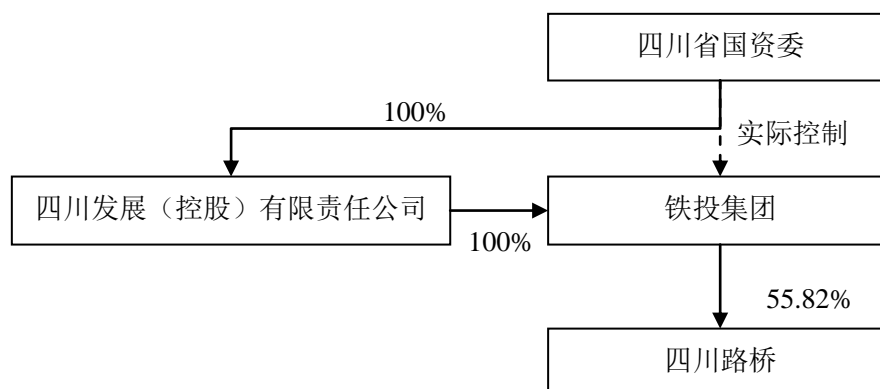 四川省国资委
100%
实际控制
四川发展（控股）有限责任公司
铁投集团
100%
55.82%
四川路桥